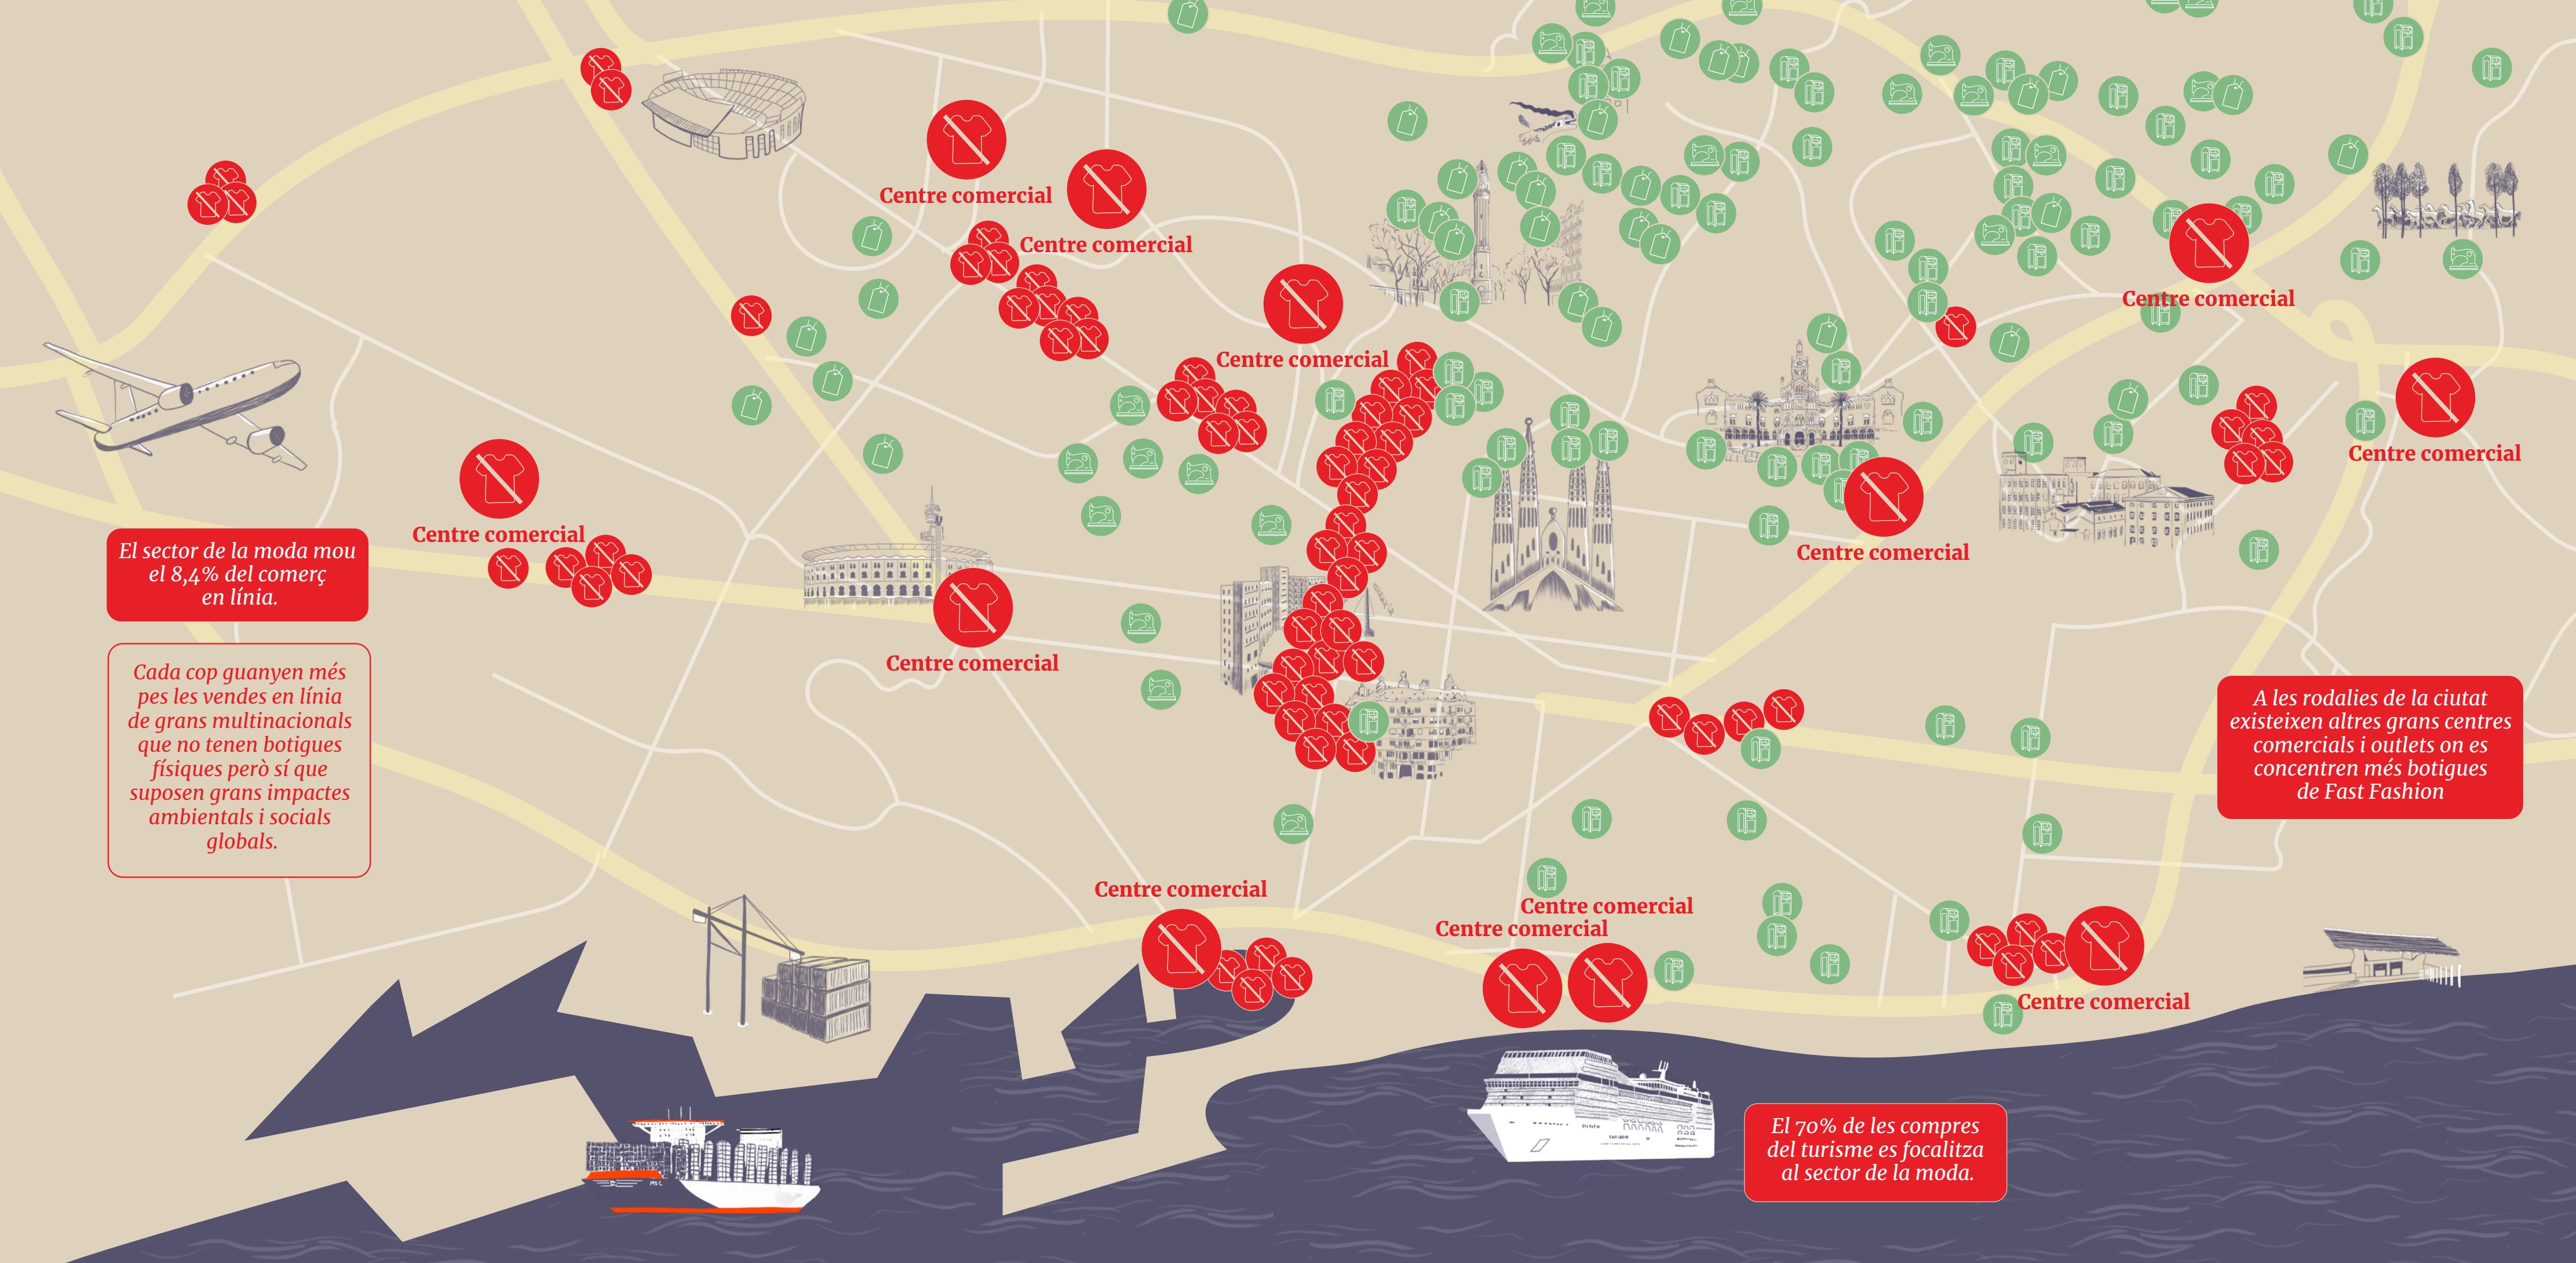 Centre comercial
Centre comercial
Centre comercial
Centre comercial
Centre comercial
Centre comercial
Centre comercial
Centre comercial
Centre comercial
El sector de la moda mou
el 8,4% del comerç
en línia.
Cada cop guanyen més
pes les vendes en línia
de grans multinacionals
que no tenen botigues
físiques però sí que
suposen grans impactes
ambientals i socials
globals.
A les rodalies de la ciutat
existeixen altres grans centres
comercials i outlets on es
concentren més botigues
de Fast Fashion
Centre comercial
Centre comercial
Centre comercial
Centre comercial
MSC
El 70% de les compres
del turisme es focalitza
al sector de la moda.